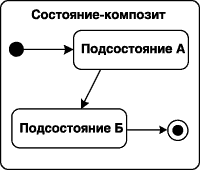 Состояние-композит
Подсостояние А
Подсостояние Б